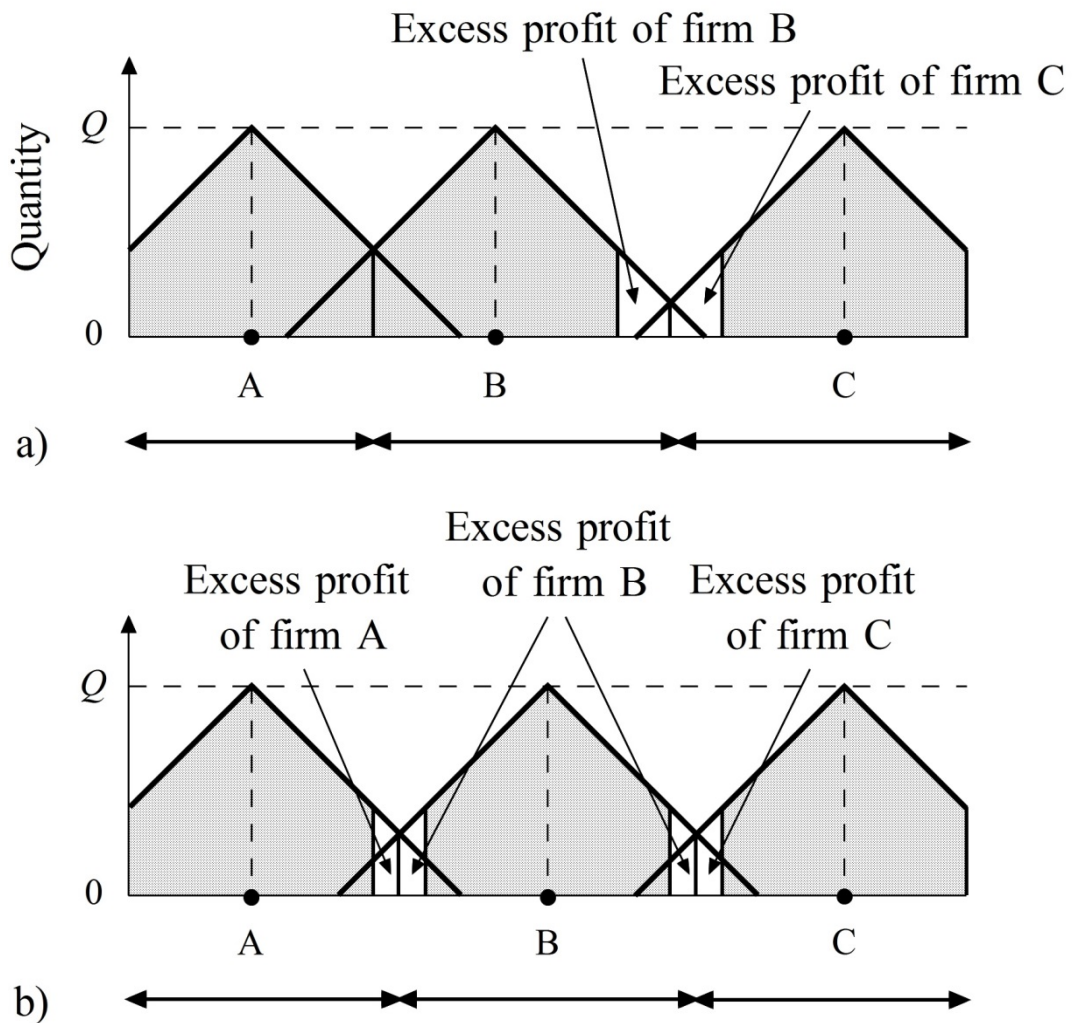 Excess profit of firm B
Excess profit of firm C
Quantity
Q
0
A
B
C
a)
Excess profit
of firm A
Excess profit
of firm B
Excess profit
of firm C
Q
0
A
B
C
b)